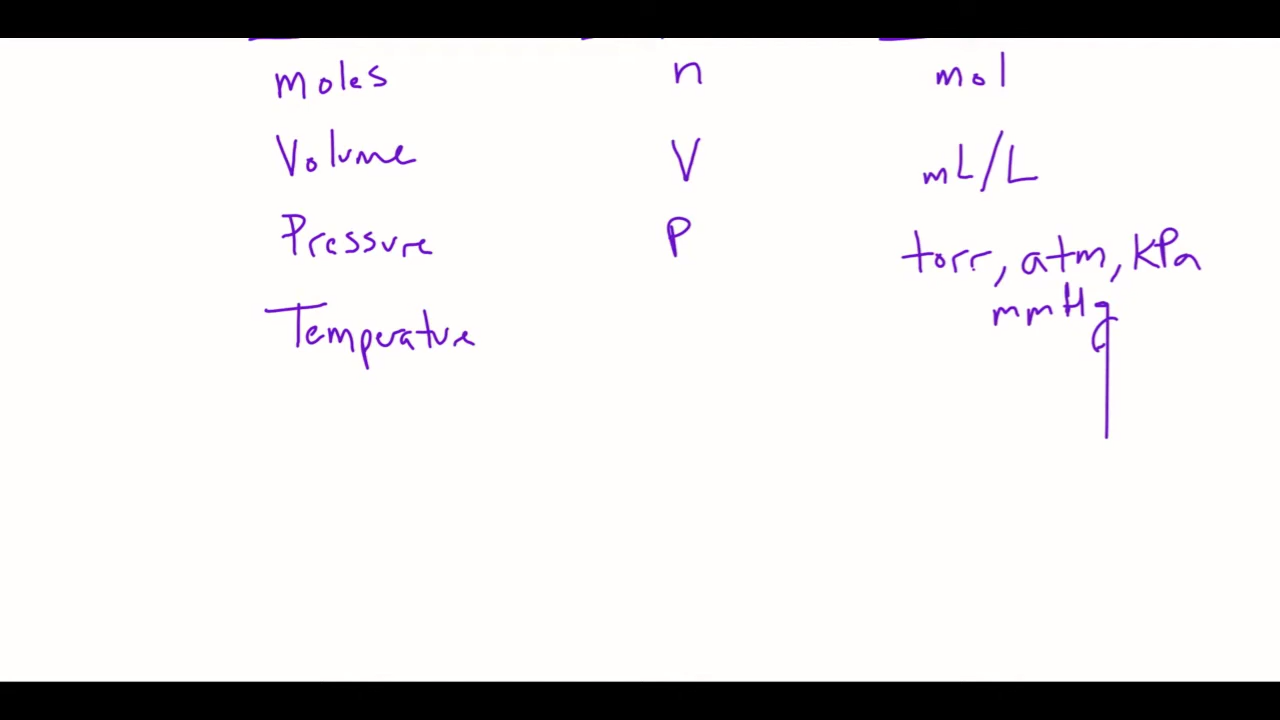 moles n mol
Volume V mL/L
Pressure P torr, atm, kPa
mmHg
Temperature